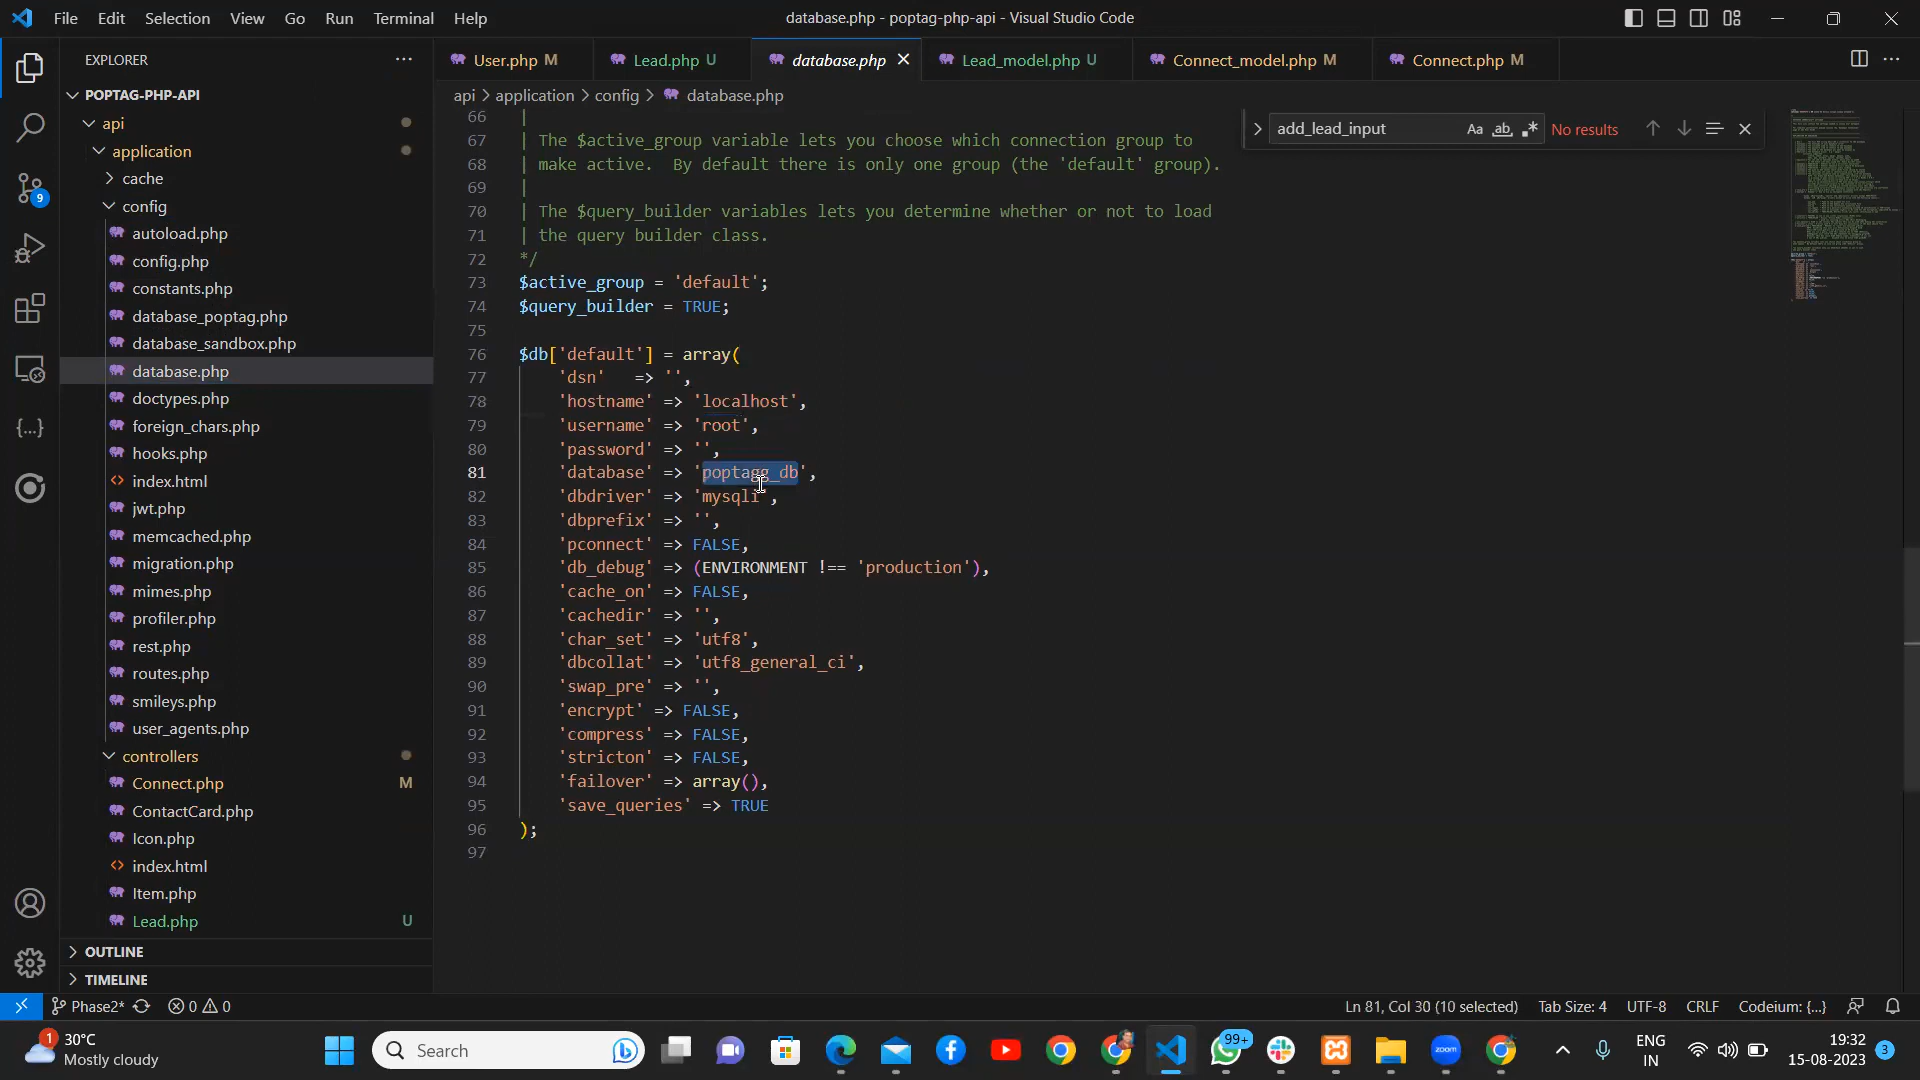 File Edit Selection View Go Run Terminal Help
database.php - poptag-php-api - Visual Studio Code
EXPLORER
POPTAG-PHP-API
api
application
cache
config
autoload.php
config.php
constants.php
database_poptag.php
database_sandbox.php
database.php
doctypes.php
foreign_chars.php
hooks.php
index.html
jwt.php
memcached.php
migration.php
mimes.php
profiler.php
rest.php
routes.php
smileys.php
user_agents.php
controllers
Connect.php M
ContactCard.php
Icon.php
index.html
Item.php
Lead.php U
OUTLINE
TIMELINE
9
User.php M
Lead.php U
database.php
Lead_model.php U
Connect_model.php M
Connect.php M
api > application > config > database.php
add_lead_input Aa ab No results
66 |
67 | The $active_group variable lets you choose which connection group to
68 | make active.  By default there is only one group (the 'default' group).
69 |
70 | The $query_builder variables lets you determine whether or not to load
71 | the query builder class.
72 */
73 $active_group = 'default';
74 $query_builder = TRUE;
75
76 $db['default'] = array(
77 'dsn'   => '',
78 'hostname' => 'localhost',
79 'username' => 'root',
80 'password' => '',
81 'database' => 'poptagg_db',
82 'dbdriver' => 'mysqli',
83 'dbprefix' => '',
84 'pconnect' => FALSE,
85 'db_debug' => (ENVIRONMENT !== 'production'),
86 'cache_on' => FALSE,
87 'cachedir' => '',
88 'char_set' => 'utf8',
89 'dbcollat' => 'utf8_general_ci',
90 'swap_pre' => '',
91 'encrypt' => FALSE,
92 'compress' => FALSE,
93 'stricton' => FALSE,
94 'failover' => array(),
95 'save_queries' => TRUE
96 );
97
Phase2* 0 0
Ln 81, Col 30 (10 selected) Tab Size: 4 UTF-8 CRLF Codeium: {...}
1 30°C
Mostly cloudy
Search
99+
zoom
ENG
IN
19:32
15-08-2023
3